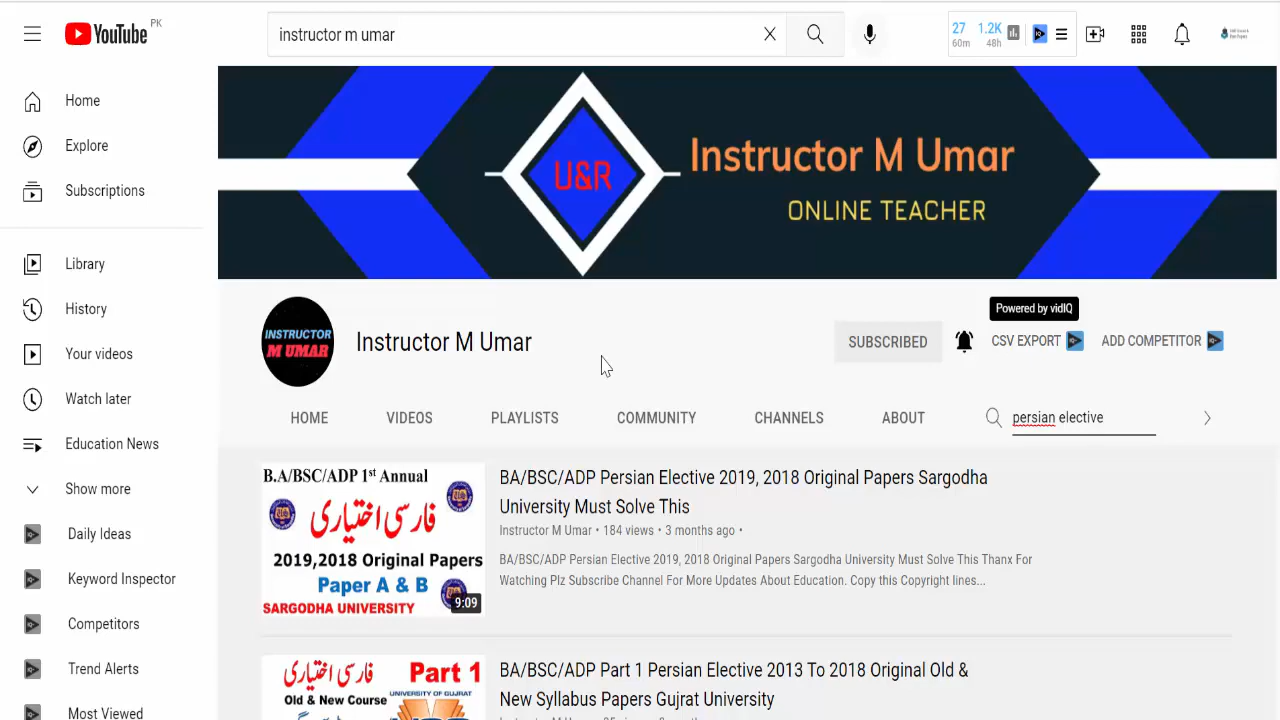 YouTube PK
instructor m umar
27 1.2K
60m 48h
Home
Explore
Subscriptions
Library
History
Your videos
Watch later
Education News
Show more
Daily Ideas
Keyword Inspector
Competitors
Trend Alerts
Most Viewed
U&R
Instructor M Umar
ONLINE TEACHER
INSTRUCTOR
M UMAR
Instructor M Umar
SUBSCRIBED
Powered by vidIQ
CSV EXPORT
ADD COMPETITOR
HOME VIDEOS PLAYLISTS COMMUNITY CHANNELS ABOUT persian elective
B.A/BSC/ADP 1st Annual
فارسی اختیاری
2019,2018 Original Papers
Paper A & B
SARGODHA UNIVERSITY
9:09
BA/BSC/ADP Persian Elective 2019, 2018 Original Papers Sargodha
University Must Solve This
Instructor M Umar • 184 views • 3 months ago •
BA/BSC/ADP Persian Elective 2019, 2018 Original Papers Sargodha University Must Solve This Thanx For
Watching Plz Subscribe Channel For More Updates About Education. Copy this Copyright lines...
فارسی اختیاری Part 1
Old & New Course UNIVERSITY OF GUJRAT
BA/BSC/ADP Part 1 Persian Elective 2013 To 2018 Original Old &
New Syllabus Papers Gujrat University